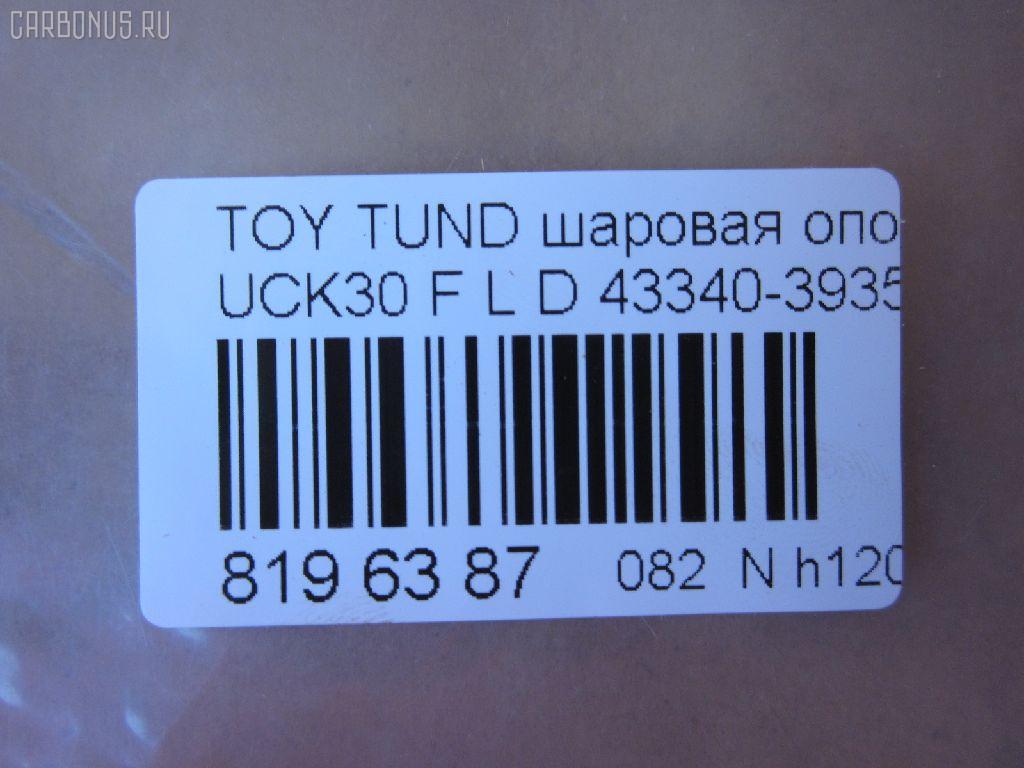 CARBONUS.RU
TOY TUND шаровая опо
UCK30 F L D 43340-3935
819 63 87 082 N h120